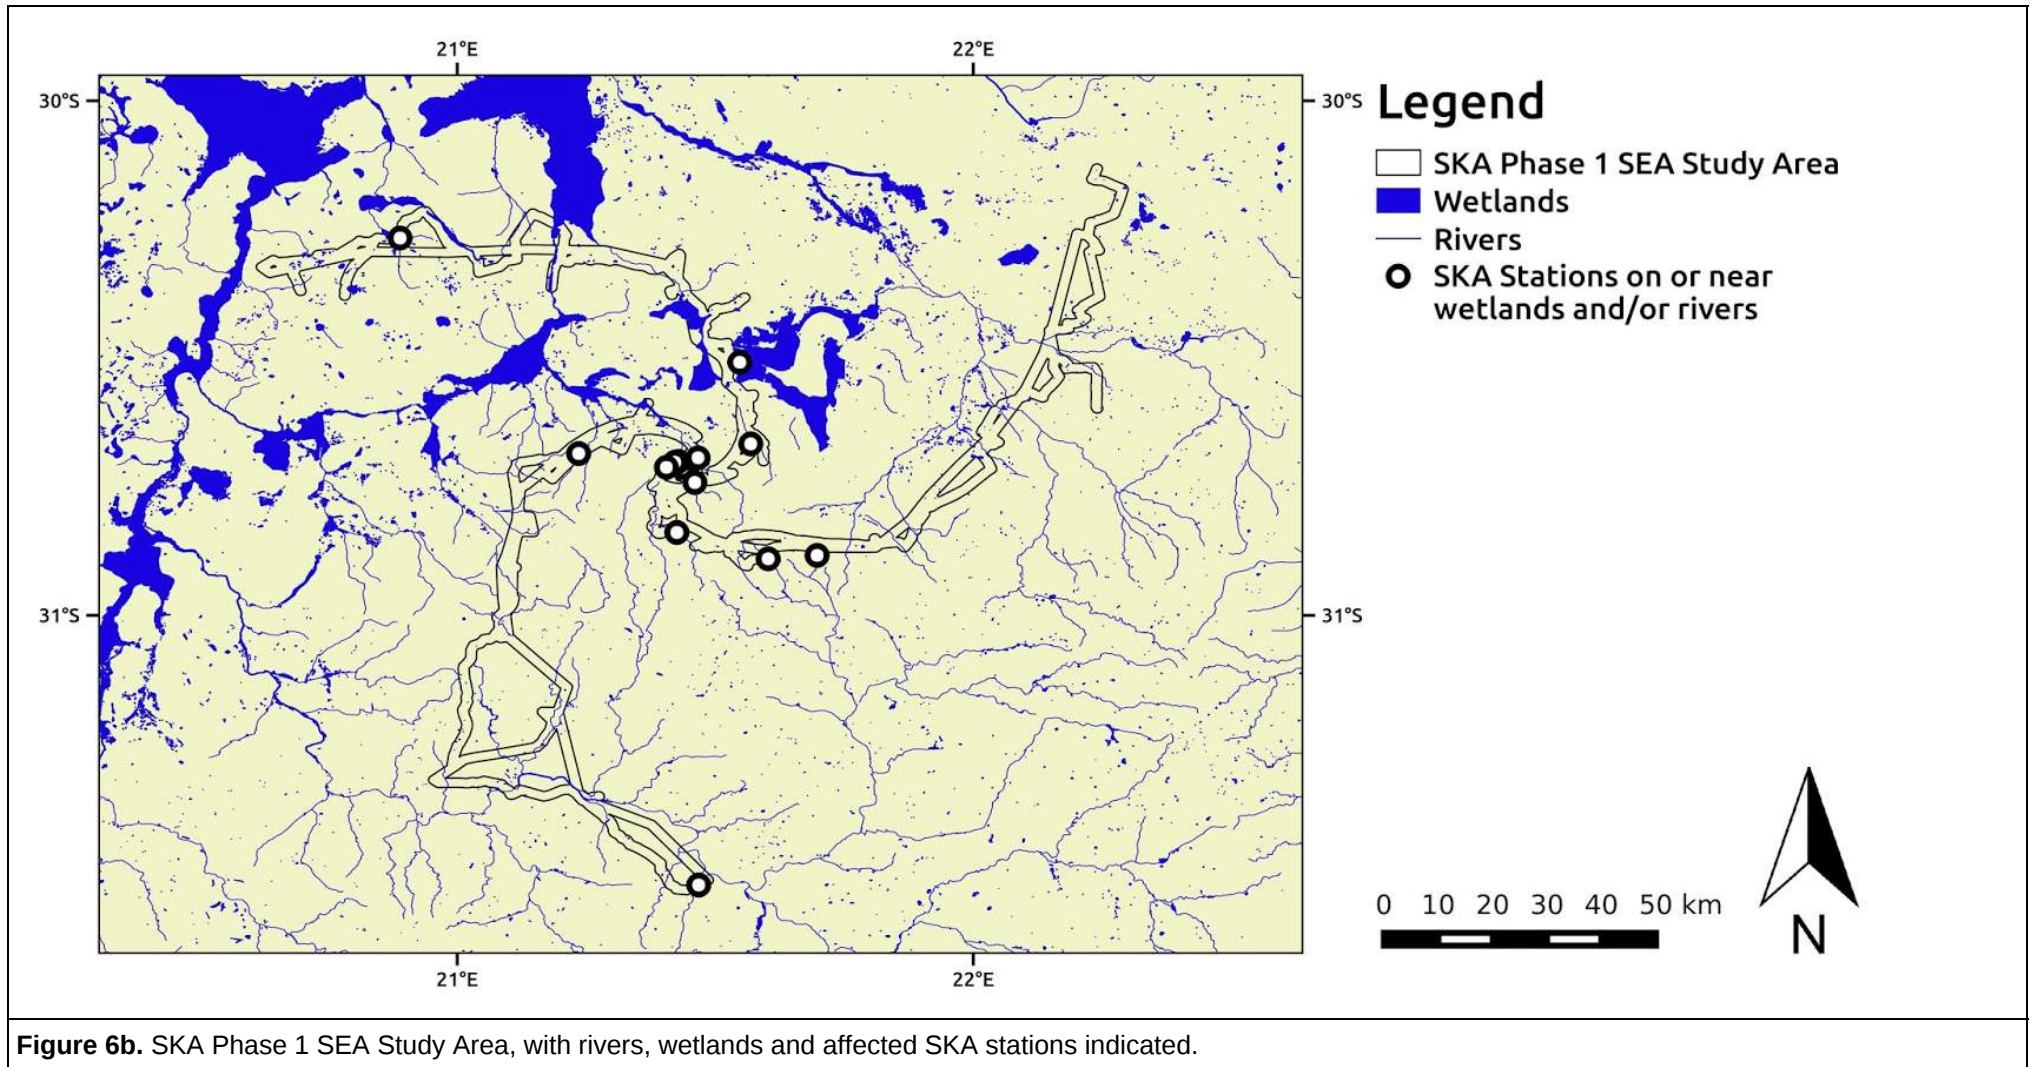 21°E 22°E
30°S 30°S
Legend
SKA Phase 1 SEA Study Area
Wetlands
Rivers
SKA Stations on or near
wetlands and/or rivers
31°S 31°S
0 10 20 30 40 50 km
N
21°E 22°E
Figure 6b. SKA Phase 1 SEA Study Area, with rivers, wetlands and affected SKA stations indicated.